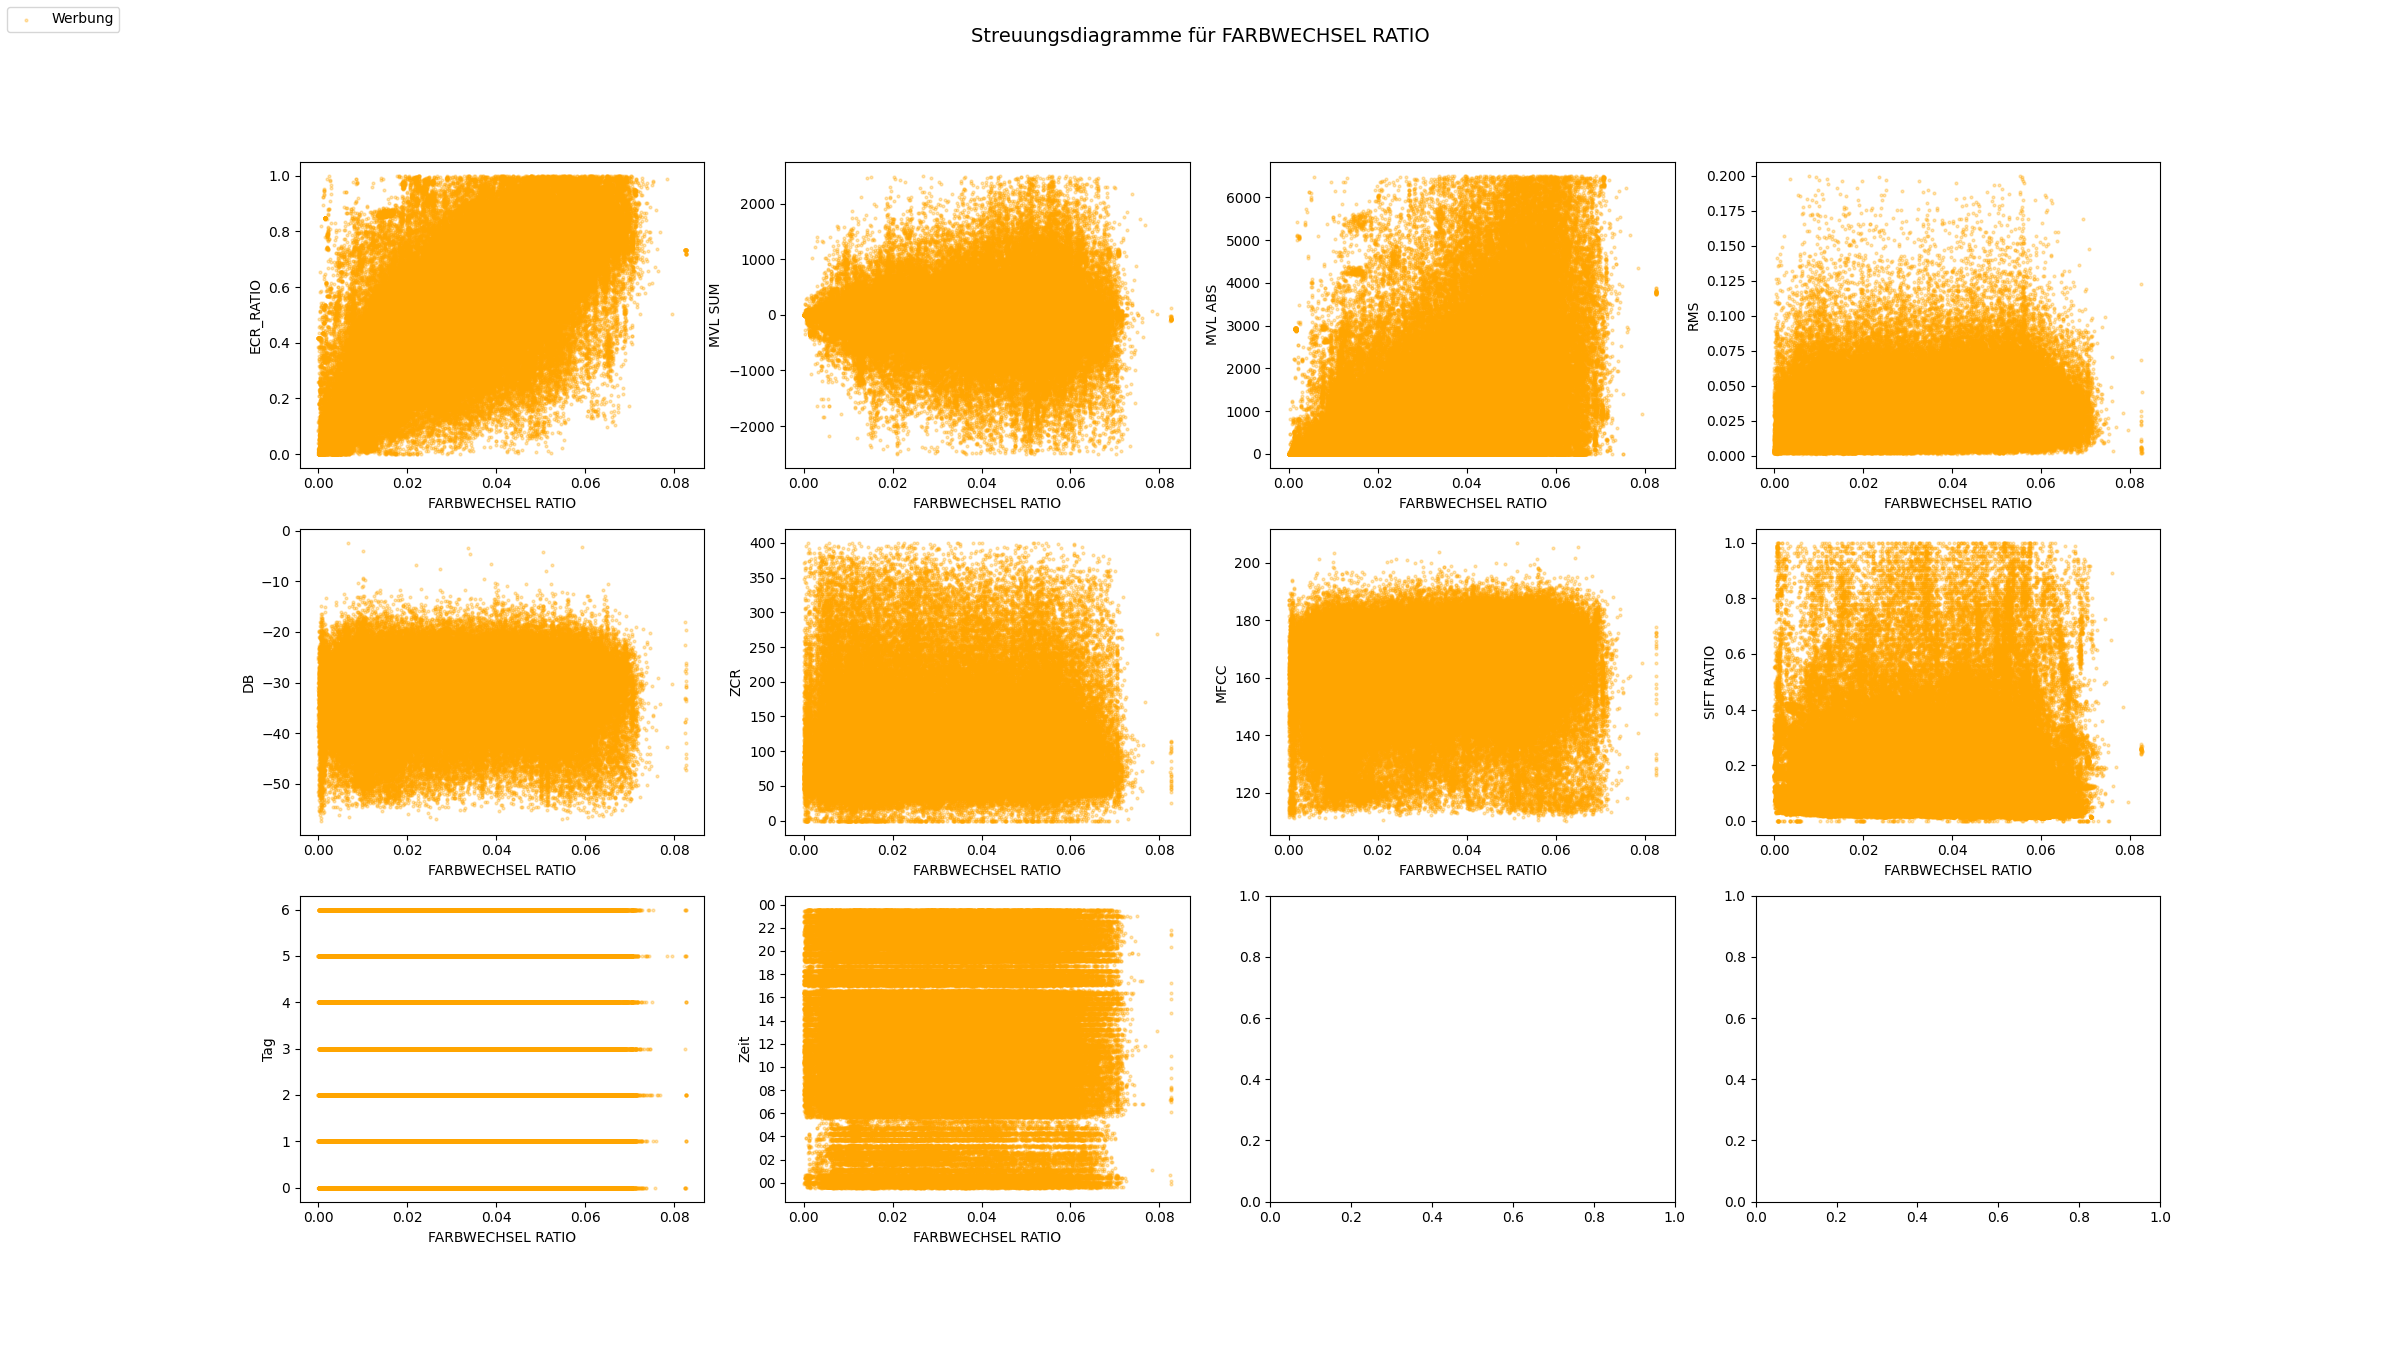 Werbung
Streuungsdiagramme für FARBWECHSEL RATIO
1.0
0.8
0.6
0.4
0.2
0.0
ECR_RATIO
0.00 0.02 0.04 0.06 0.08
FARBWECHSEL RATIO
2000
1000
0
−1000
−2000
MVL SUM
0.00 0.02 0.04 0.06 0.08
FARBWECHSEL RATIO
6000
5000
4000
3000
2000
1000
0
MVL ABS
0.00 0.02 0.04 0.06 0.08
FARBWECHSEL RATIO
0.200
0.175
0.150
0.125
0.100
0.075
0.050
0.025
0.000
RMS
0.00 0.02 0.04 0.06 0.08
FARBWECHSEL RATIO
0
−10
−20
−30
−40
−50
DB
0.00 0.02 0.04 0.06 0.08
FARBWECHSEL RATIO
400
350
300
250
200
150
100
50
0
ZCR
0.00 0.02 0.04 0.06 0.08
FARBWECHSEL RATIO
200
180
160
140
120
MFCC
0.00 0.02 0.04 0.06 0.08
FARBWECHSEL RATIO
1.0
0.8
0.6
0.4
0.2
0.0
SIFT RATIO
0.00 0.02 0.04 0.06 0.08
FARBWECHSEL RATIO
6
5
4
3
2
1
0
Tag
0.00 0.02 0.04 0.06 0.08
FARBWECHSEL RATIO
00
22
20
18
16
14
12
10
08
06
04
02
00
Zeit
0.00 0.02 0.04 0.06 0.08
FARBWECHSEL RATIO
1.0
0.8
0.6
0.4
0.2
0.0
0.0 0.2 0.4 0.6 0.8 1.0
1.0
0.8
0.6
0.4
0.2
0.0
0.0 0.2 0.4 0.6 0.8 1.0